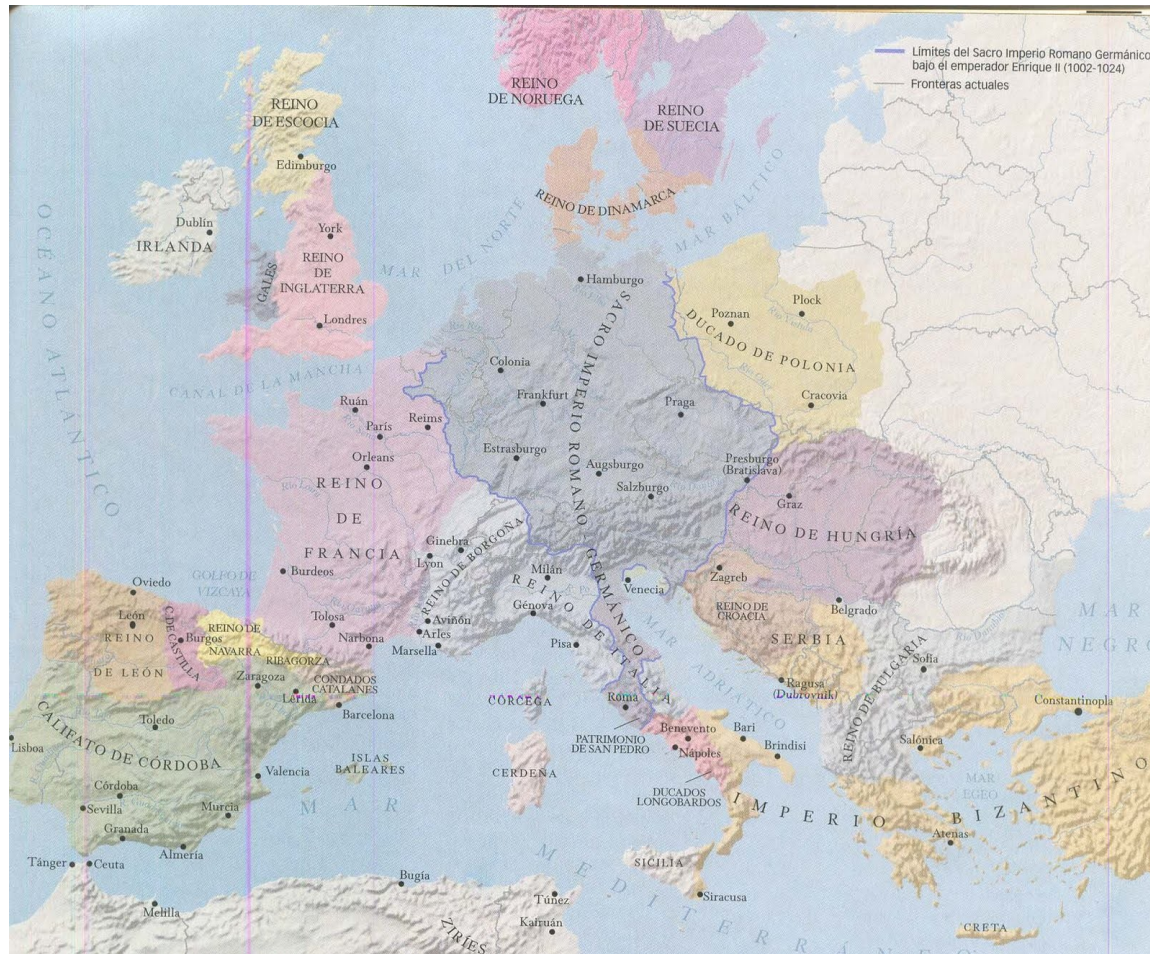 Límites del Sacro Imperio Romano Germánico
bajo el emperador Enrique II (1002-1024)
Fronteras actuales
REINO
DE NORUEGA
REINO
DE SUECIA
REINO
DE ESCOCIA
Edimburgo
REINO DE DINAMARCA
MAR BÁLTICO
MAR DEL NORTE
OCÉANO ATLÁNTICO
Dublín
IRLANDA
York
REINO
DE
INGLATERRA
GALES
Londres
CANAL DE LA MANCHA
Hamburgo
SACRO IMPERIO ROMANO-GERMÁNICO
Colonia
Frankfurt
Praga
Estrasburgo
Augsburgo
Salzburgo
Plock
Poznan
Río Vístula
DUCADO DE POLONIA
Cracovia
Presburgo
(Bratislava)
Graz
REINO DE HUNGRÍA
Ruán
París
Reims
Orleans
REINO
DE
FRANCIA
Burdeos
Tolosa
Narbona
GOLFO DE
VIZCAYA
Ginebra
Lyon
REINO DE BORGOÑA
Aviñón
Arles
Marsella
Milán
REINO DE ITALIA
Génova
Pisa
Venecia
MAR ADRIÁTICO
Zagreb
REINO DE
CROACIA
Belgrado
SERBIA
Ragusa
(Dubrovnik)
REINO DE BULGARIA
Río Danubio
Sofía
MAR
NEGRO
Constantinopla
Salónica
Oviedo
León
REINO
DE LEÓN
C. DE CASTILLA
Burgos
REINO DE
NAVARRA
RIBAGORZA
CONDADOS
CATALANES
Zaragoza
Lérida
Barcelona
Toledo
CALIFATO DE CÓRDOBA
Lisboa
Valencia
ISLAS
BALEARES
Córdoba
Sevilla
Murcia
Granada
Almería
Tánger
Ceuta
Melilla
CÓRCEGA
CERDEÑA
Roma
PATRIMONIO
DE SAN PEDRO
Benevento
Nápoles
Bari
Brindisi
DUCADOS
LONGOBARDOS
IMPERIO BIZANTINO
MAR
EGEO
Atenas
SICILIA
Siracusa
MAR MEDITERRÁNEO
Bugía
Túnez
Kairuán
ZIRÍES
CRETA